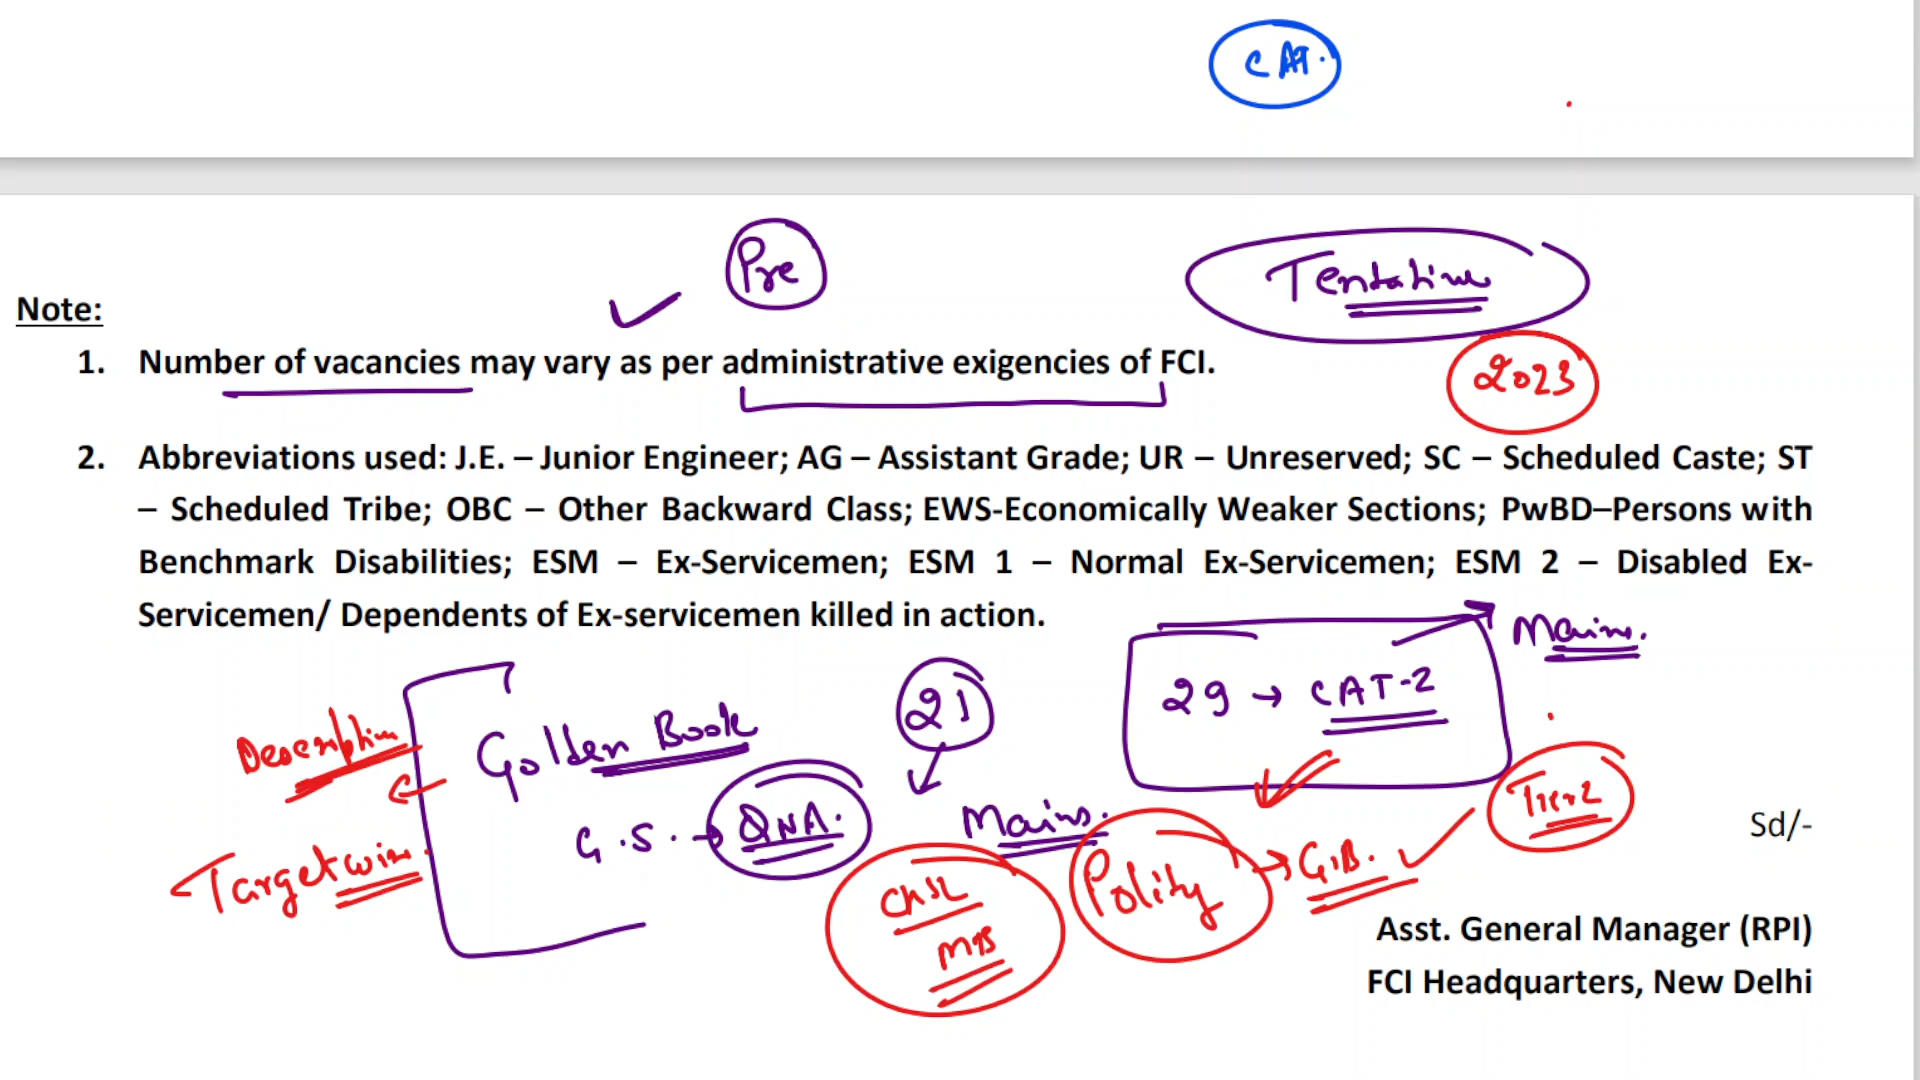 CAT.
Pre
Tentative
Note:
1. Number of vacancies may vary as per administrative exigencies of FCI.
2023
2. Abbreviations used: J.E. – Junior Engineer; AG – Assistant Grade; UR – Unreserved; SC – Scheduled Caste; ST
– Scheduled Tribe; OBC – Other Backward Class; EWS-Economically Weaker Sections; PwBD–Persons with
Benchmark Disabilities; ESM – Ex-Servicemen; ESM 1 – Normal Ex-Servicemen; ESM 2 – Disabled Ex-
Servicemen/ Dependents of Ex-servicemen killed in action.
Mains.
29 → CAT-2
21
Description
Golden Book
Tier 2
G.S. → QNA.
Mains.
Sd/-
Targetwin
CHSL
MTS
Polity → G.B.
Asst. General Manager (RPI)
FCI Headquarters, New Delhi